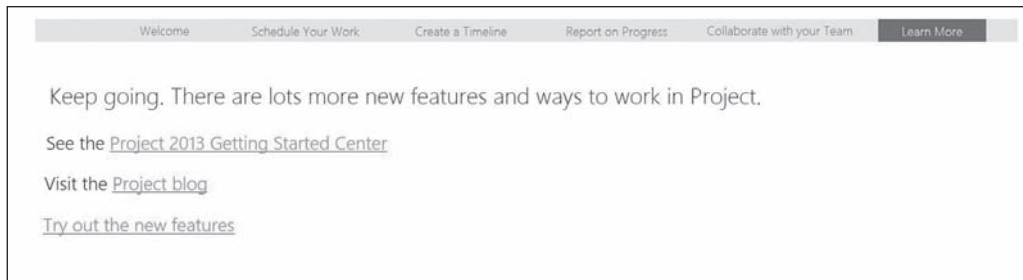 Welcome Schedule Your Work Create a Timeline Report on Progress Collaborate with your Team Learn More
Keep going. There are lots more new features and ways to work in Project.
See the Project 2013 Getting Started Center
Visit the Project blog
Try out the new features